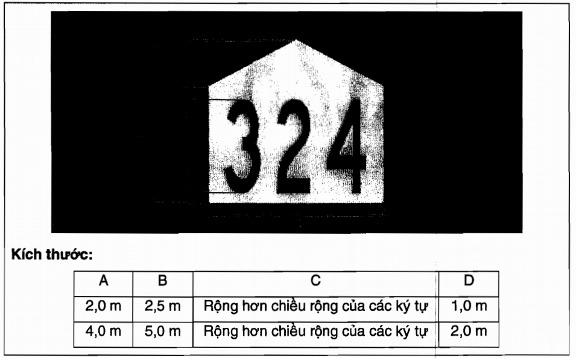 324
Kích thước:
A B C D
2,0 m 2,5 m Rộng hơn chiều rộng của các ký tự 1,0 m
4,0 m 5,0 m Rộng hơn chiều rộng của các ký tự 2,0 m